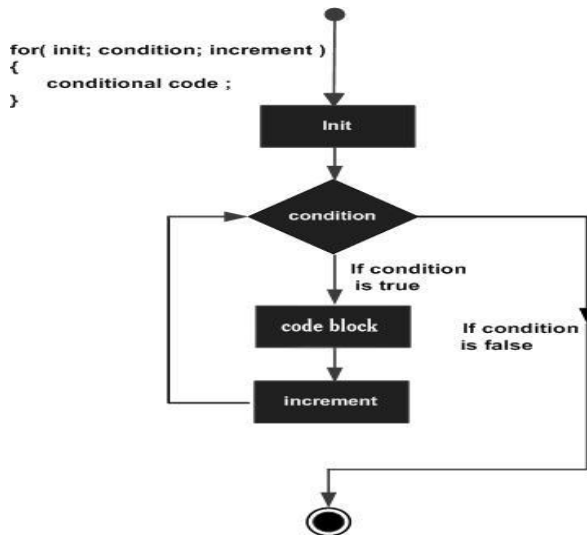 for( init; condition; increment )
{
conditional code ;
}
Init
condition
If condition
is true
code block
If condition
is false
increment